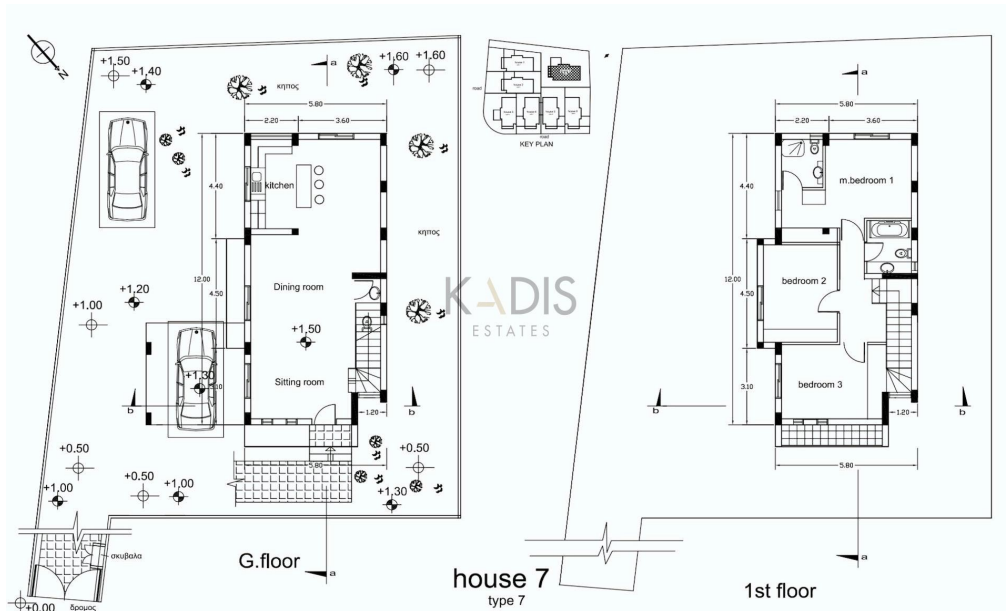 N
+1.50
+1.40
+1.60
+1.60
a
κηπος
5.80
2.20
3.60
road
road
KEY PLAN
a
5.80
2.20
3.60
kitchen
4.40
κηπος
m.bedroom 1
4.40
12.00
4.50
Dining room
+1.20
+1.00
+1.50
KADIS
ESTATES
bedroom 2
12.00
4.50
+1.30
3.10
Sitting room
bedroom 3
3.10
b
b
1.20
b
b
1.20
+0.50
+0.50
+1.00
+0.50
+1.00
5.80
+1.30
5.80
σκυβαλα
G.floor
a
house 7
type 7
a
1st floor
+0.00
δρομος